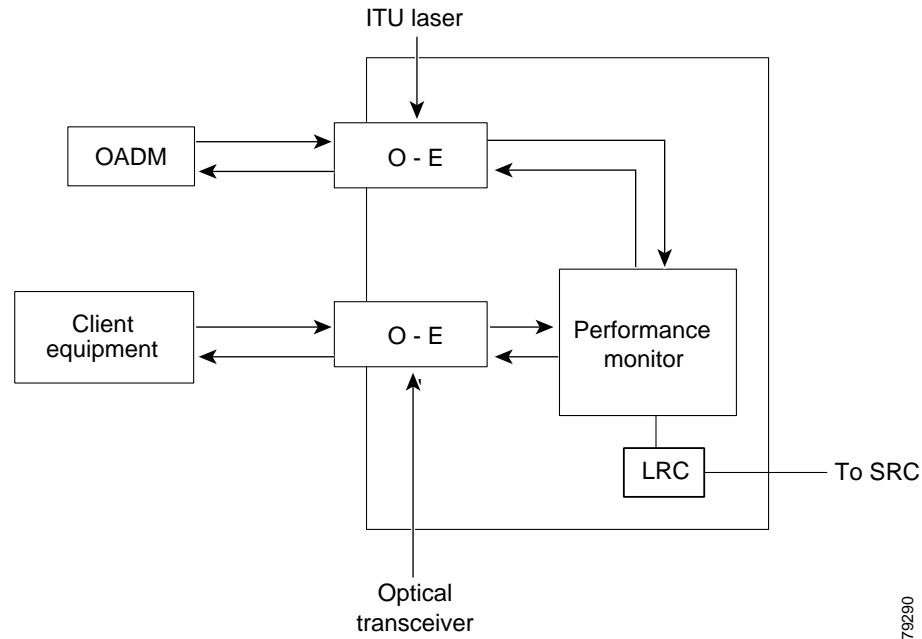 ITU laser
OADM
O - E
Client
equipment
O - E
Performance
monitor
LRC
To SRC
Optical
transceiver
79290